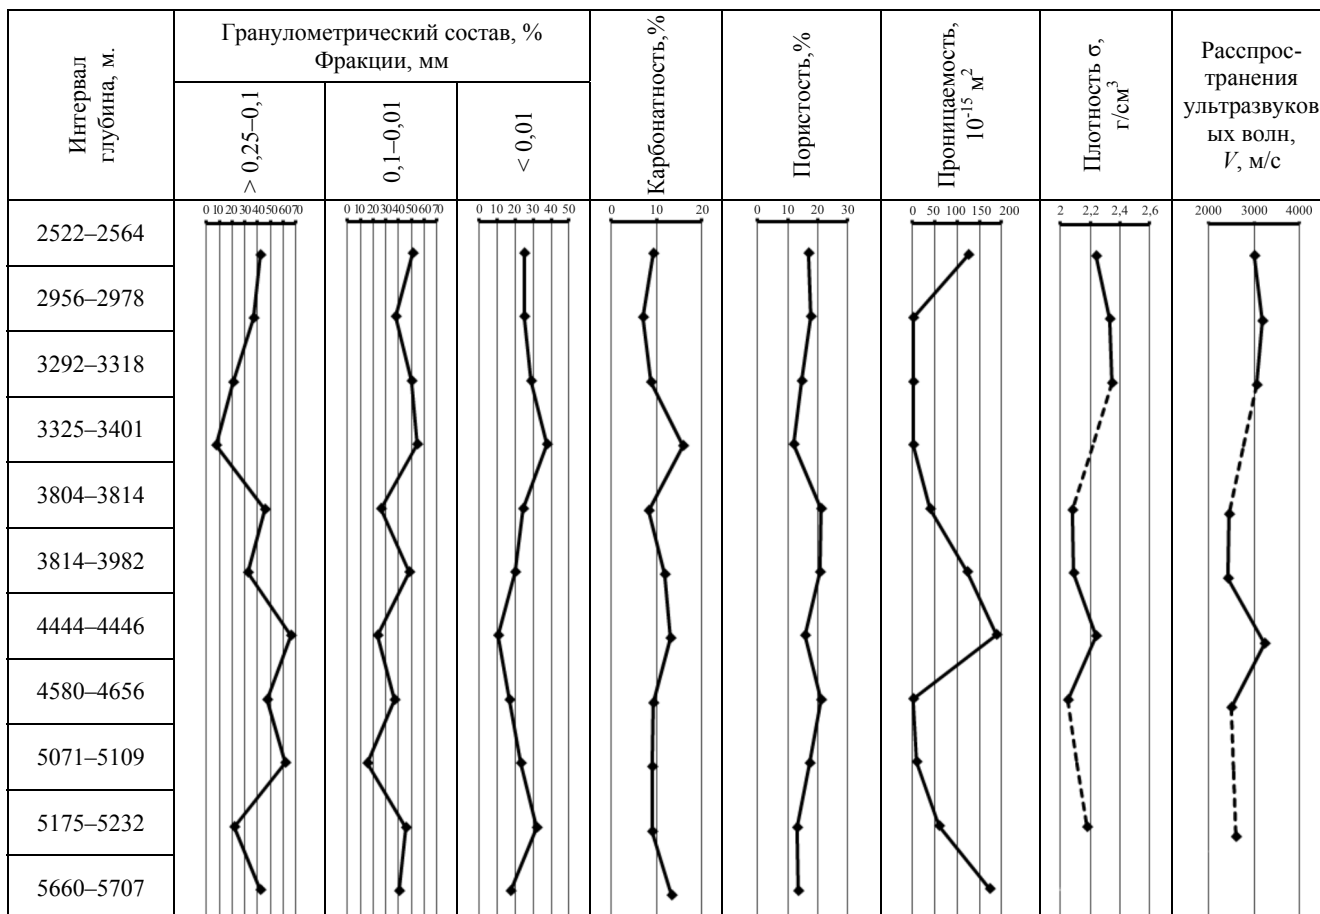 Интервал
глубина, м.
Гранулометрический состав, %
Фракции, мм
> 0,25–0,1
0,1–0,01
< 0,01
Карбонатность,%
Пористость,%
Проницаемость,
10⁻¹⁵ м²
Плотность σ,
г/см³
Распрос-
транения
ультразвуков
ых волн,
V, м/с
0 10 20 30 40 50 60 70
0 10 20 30 40 50 60 70
0 10 20 30 40 50
0 10 20
0 10 20 30
0 50 100 150 200
2 2,2 2,4 2,6
2000 3000 4000
2522–2564
2956–2978
3292–3318
3325–3401
3804–3814
3814–3982
4444–4446
4580–4656
5071–5109
5175–5232
5660–5707